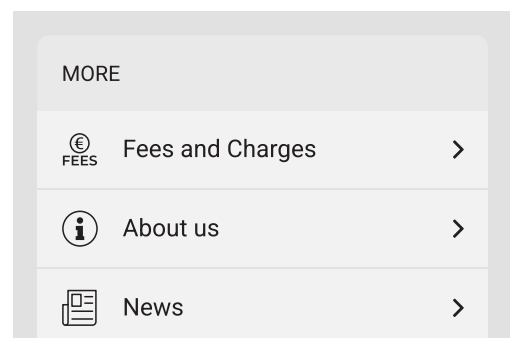 MORE
€
FEES
Fees and Charges
i
About us
News